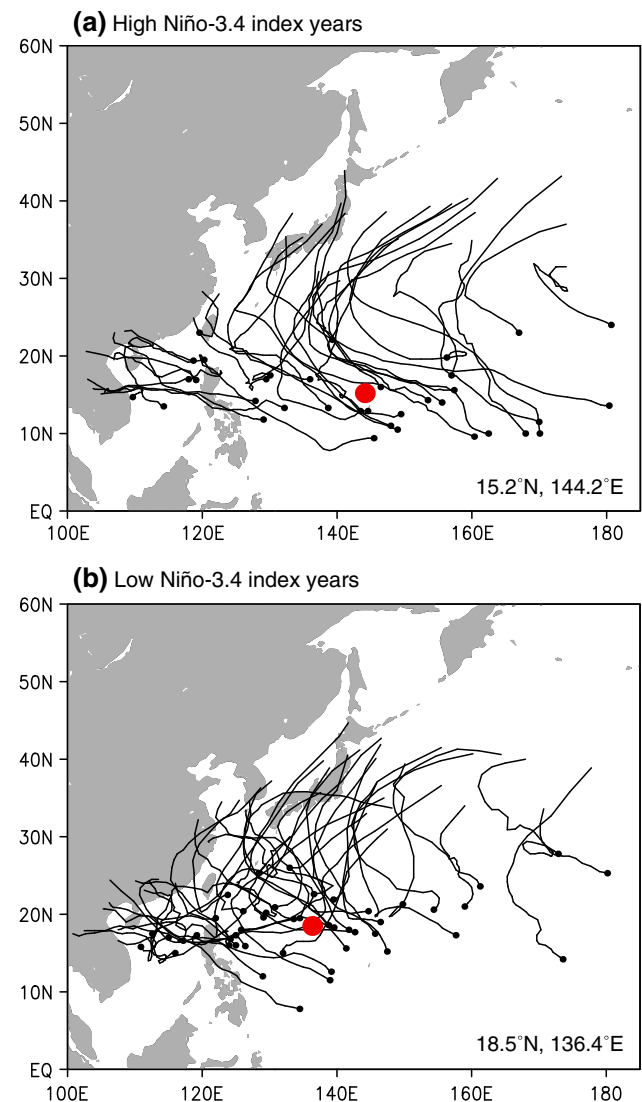 (a) High Niño-3.4 index years
60N
50N
40N
30N
20N
10N
EQ
15.2°N, 144.2°E
100E 120E 140E 160E 180
(b) Low Niño-3.4 index years
60N
50N
40N
30N
20N
10N
EQ
18.5°N, 136.4°E
100E 120E 140E 160E 180